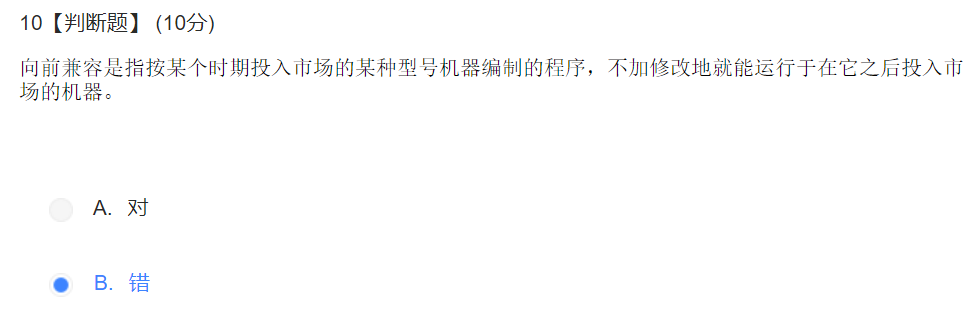 10【判断题】 (10分)
向前兼容是指按某个时期投入市场的某种型号机器编制的程序，不加修改地就能运行于在它之后投入市
场的机器。
A. 对
B. 错